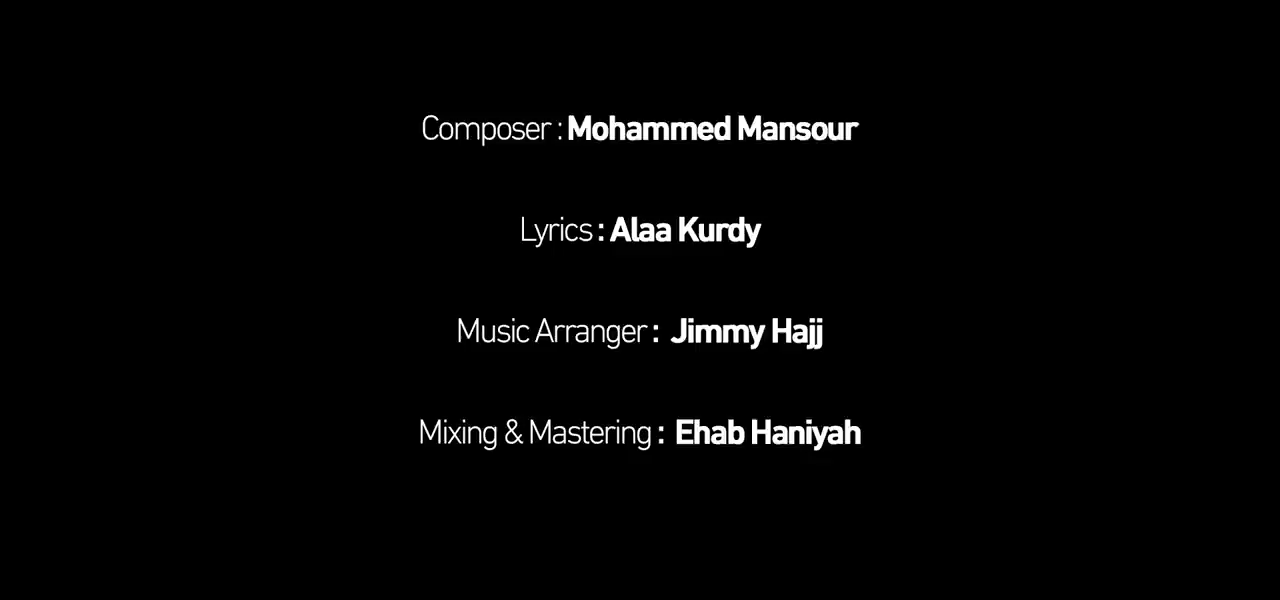 Composer : Mohammed Mansour
Lyrics : Alaa Kurdy
Music Arranger : Jimmy Hajj
Mixing & Mastering : Ehab Haniyah